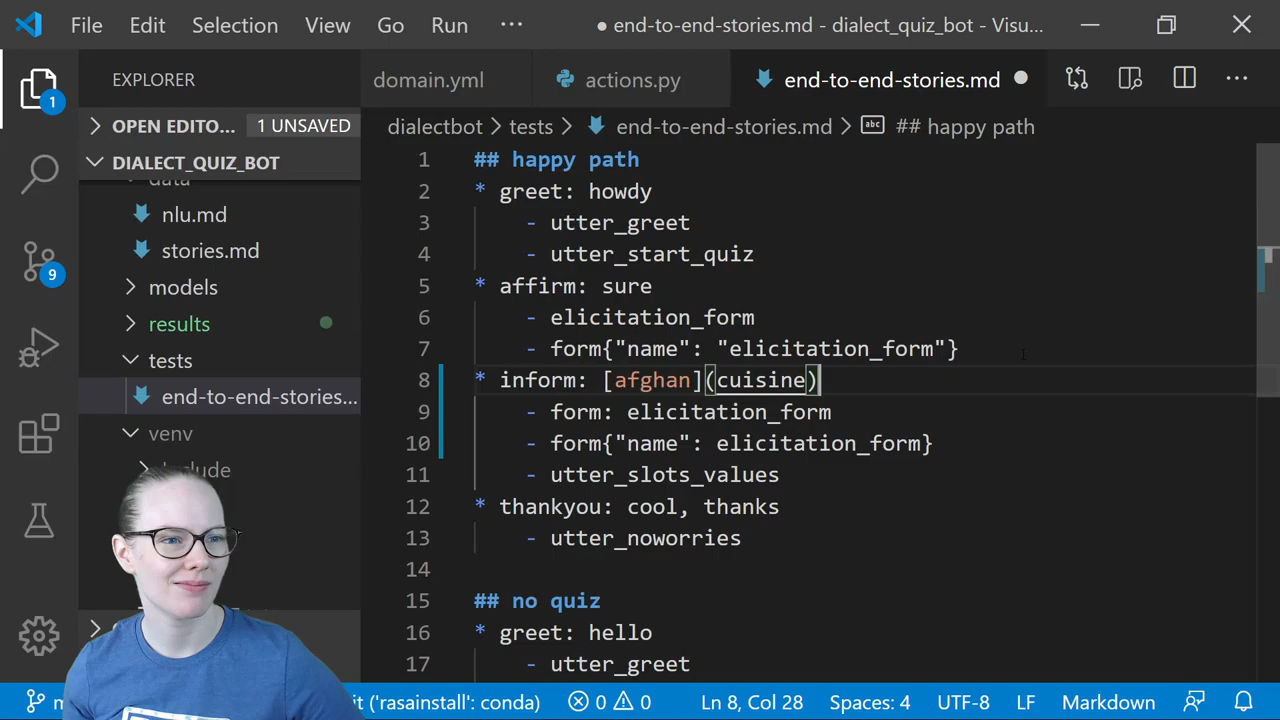 File Edit Selection View Go Run ··· ● end-to-end-stories.md - dialect_quiz_bot - Visu...
EXPLORER
domain.yml actions.py end-to-end-stories.md
OPEN EDITO... 1 UNSAVED
dialectbot > tests > end-to-end-stories.md > ## happy path
DIALECT_QUIZ_BOT
nlu.md
stories.md
models
results
tests
end-to-end-stories...
venv
1
9
1 ## happy path
2 * greet: howdy
3 - utter_greet
4 - utter_start_quiz
5 * affirm: sure
6 - elicitation_form
7 - form{"name": "elicitation_form"}
8 * inform: [afghan](cuisine)
9 - form: elicitation_form
10 - form{"name": elicitation_form}
11 - utter_slots_values
12 * thankyou: cool, thanks
13 - utter_noworries
14
15 ## no quiz
16 * greet: hello
17 - utter_greet
('rasainstall': conda) 0 0 Ln 8, Col 28 Spaces: 4 UTF-8 LF Markdown